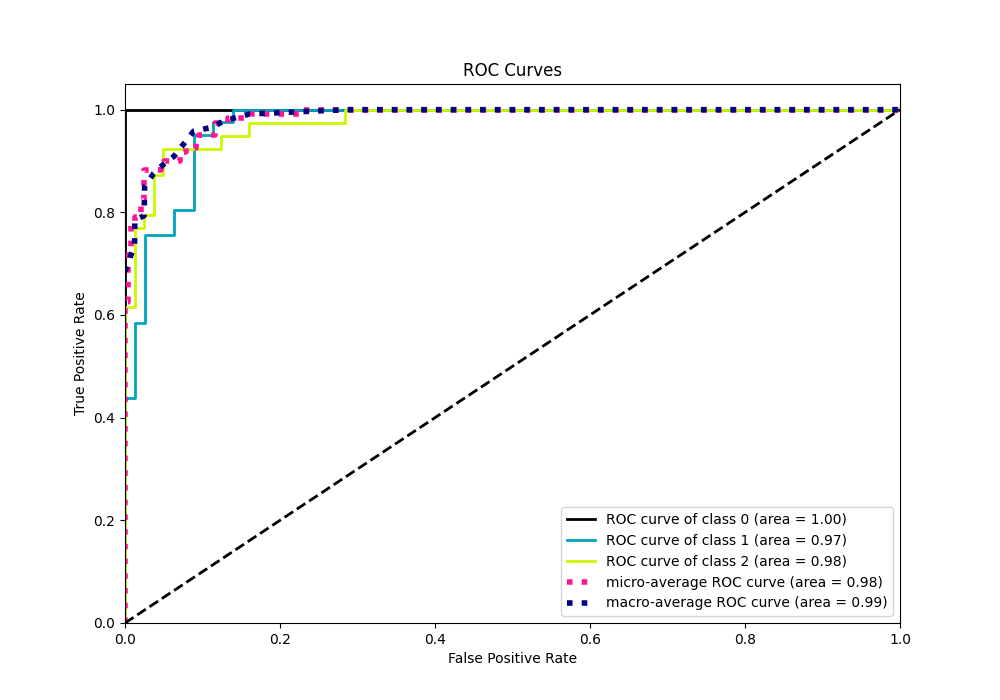 ROC Curves
1.0
0.8
0.6
0.4
0.2
0.0
True Positive Rate
0.0 0.2 0.4 0.6 0.8 1.0
False Positive Rate
ROC curve of class 0 (area = 1.00)
ROC curve of class 1 (area = 0.97)
ROC curve of class 2 (area = 0.98)
micro-average ROC curve (area = 0.98)
macro-average ROC curve (area = 0.99)